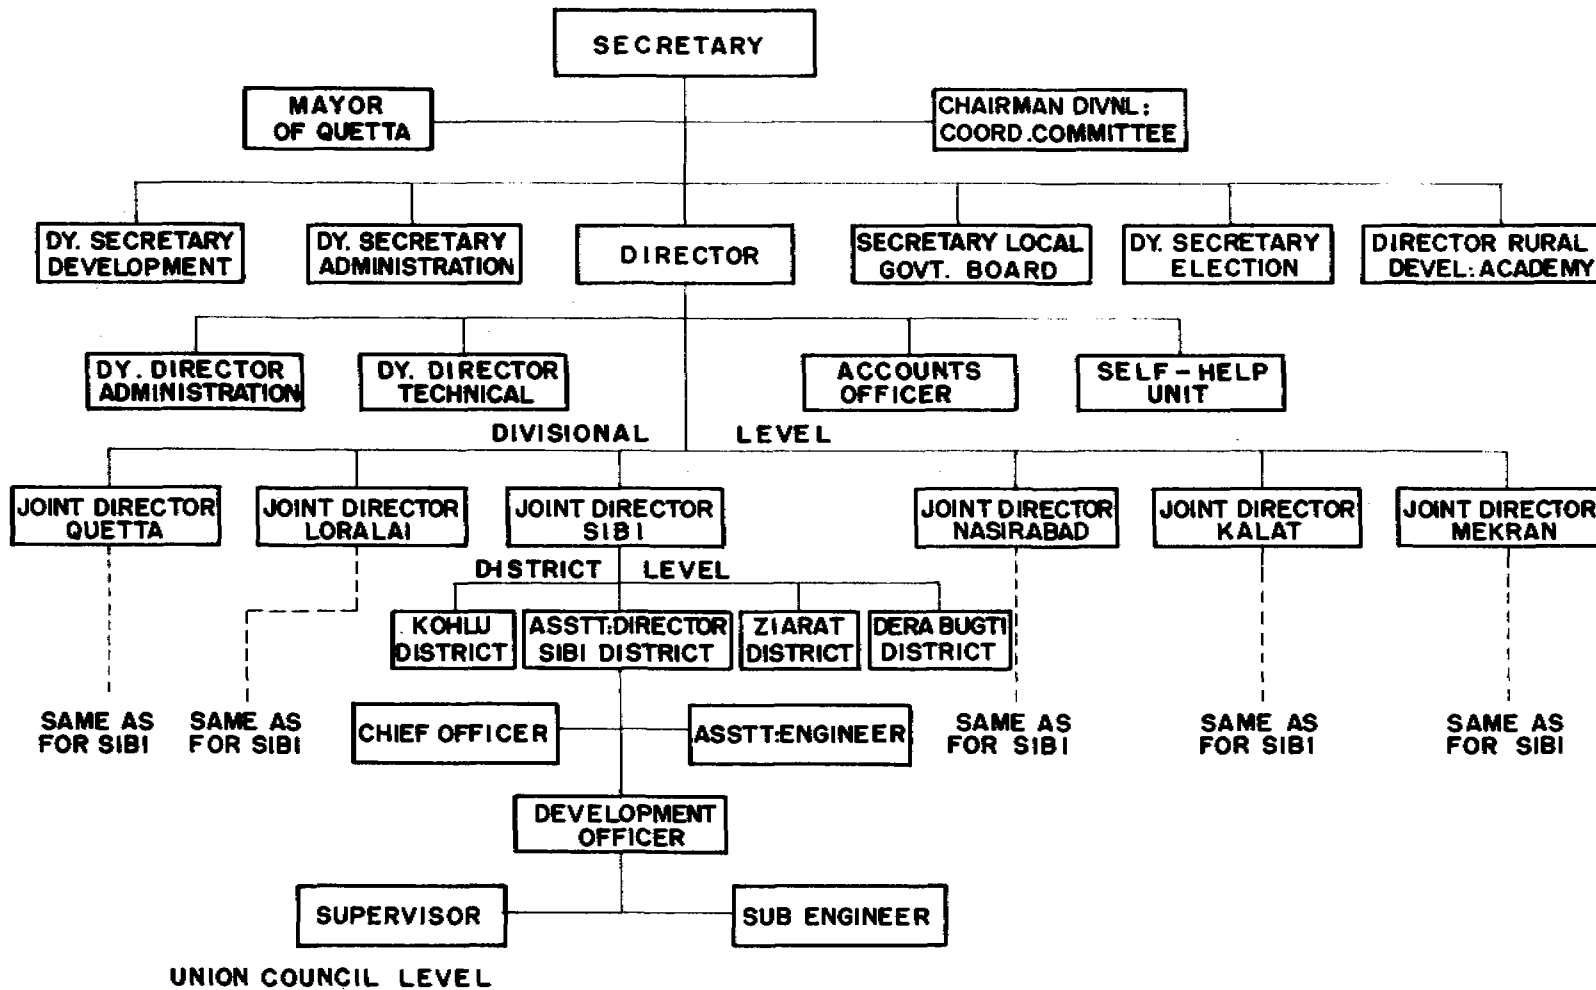 SECRETARY
MAYOR
OF QUETTA
CHAIRMAN DIVNL:
COORD.COMMITTEE
DY. SECRETARY
DEVELOPMENT
DY. SECRETARY
ADMINISTRATION
DIRECTOR
SECRETARY LOCAL
GOVT. BOARD
DY. SECRETARY
ELECTION
DIRECTOR RURAL
DEVEL: ACADEMY
DY. DIRECTOR
ADMINISTRATION
DY. DIRECTOR
TECHNICAL
ACCOUNTS
OFFICER
SELF-HELP
UNIT
DIVISIONAL LEVEL
JOINT DIRECTOR
QUETTA
JOINT DIRECTOR
LORALAI
JOINT DIRECTOR
SIBI
JOINT DIRECTOR
NASIRABAD
JOINT DIRECTOR
KALAT
JOINT DIRECTOR
MEKRAN
DISTRICT LEVEL
KOHLU
DISTRICT
ASSTT:DIRECTOR
SIBI DISTRICT
ZIARAT
DISTRICT
DERA BUGTI
DISTRICT
SAME AS
FOR SIBI
SAME AS
FOR SIBI
CHIEF OFFICER
ASSTT:ENGINEER
SAME AS
FOR SIBI
SAME AS
FOR SIBI
SAME AS
FOR SIBI
DEVELOPMENT
OFFICER
SUPERVISOR
SUB ENGINEER
UNION COUNCIL LEVEL